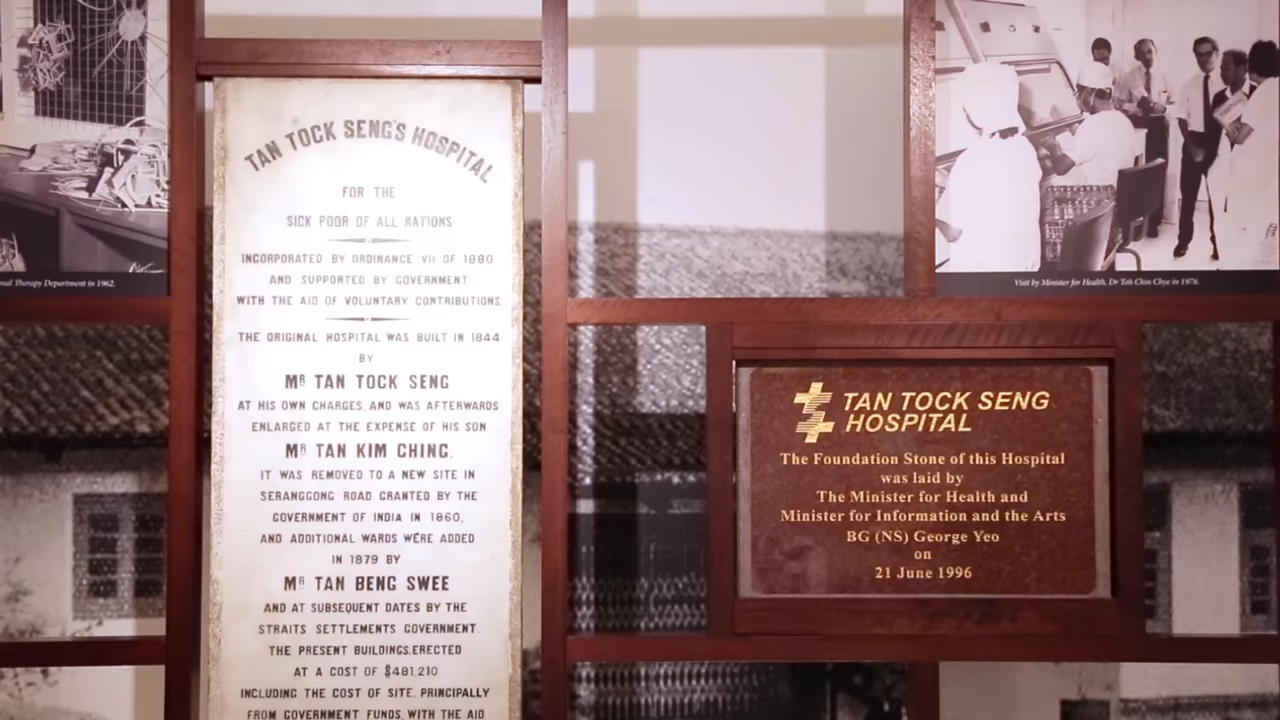 TAN TOCK SENG'S HOSPITAL
FOR THE
SICK POOR OF ALL NATIONS
INCORPORATED BY ORDINANCE VII OF 1880
AND SUPPORTED BY GOVERNMENT
WITH THE AID OF VOLUNTARY CONTRIBUTIONS.
THE ORIGINAL HOSPITAL WAS BUILT IN 1844
BY
MR TAN TOCK SENG
AT HIS OWN CHARGES, AND WAS AFTERWARDS
ENLARGED AT THE EXPENSE OF HIS SON
MR TAN KIM CHING.
IT WAS REMOVED TO A NEW SITE IN
SERANGGONG ROAD GRANTED BY THE
GOVERNMENT OF INDIA IN 1860,
AND ADDITIONAL WARDS WERE ADDED
IN 1879 BY
MR TAN BENG SWEE
AND AT SUBSEQUENT DATES BY THE
STRAITS SETTLEMENTS GOVERNMENT.
THE PRESENT BUILDINGS.ERECTED
AT A COST OF $481,210
INCLUDING THE COST OF SITE, PRINCIPALLY
FROM GOVERNMENT FUNDS, WITH THE AID
Therapy Department in 1962.
Visit by Minister for Health, Dr Toh Chin Chye in 1978.
TAN TOCK SENG
HOSPITAL
The Foundation Stone of this Hospital
was laid by
The Minister for Health and
Minister for Information and the Arts
BG (NS) George Yeo
on
21 June 1996